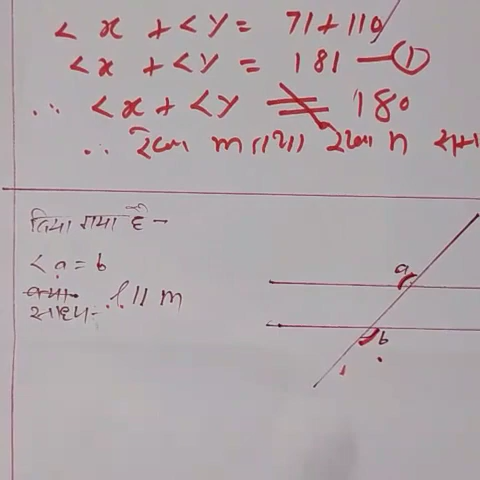 < x + < y = 71 + 110
< x + < y = 181 — ①
∴ < x + < y ≠ 180
∴ रेखा m तथा रेखा n
दिया गया है –
< a = b
साध्य – l || m
a
b